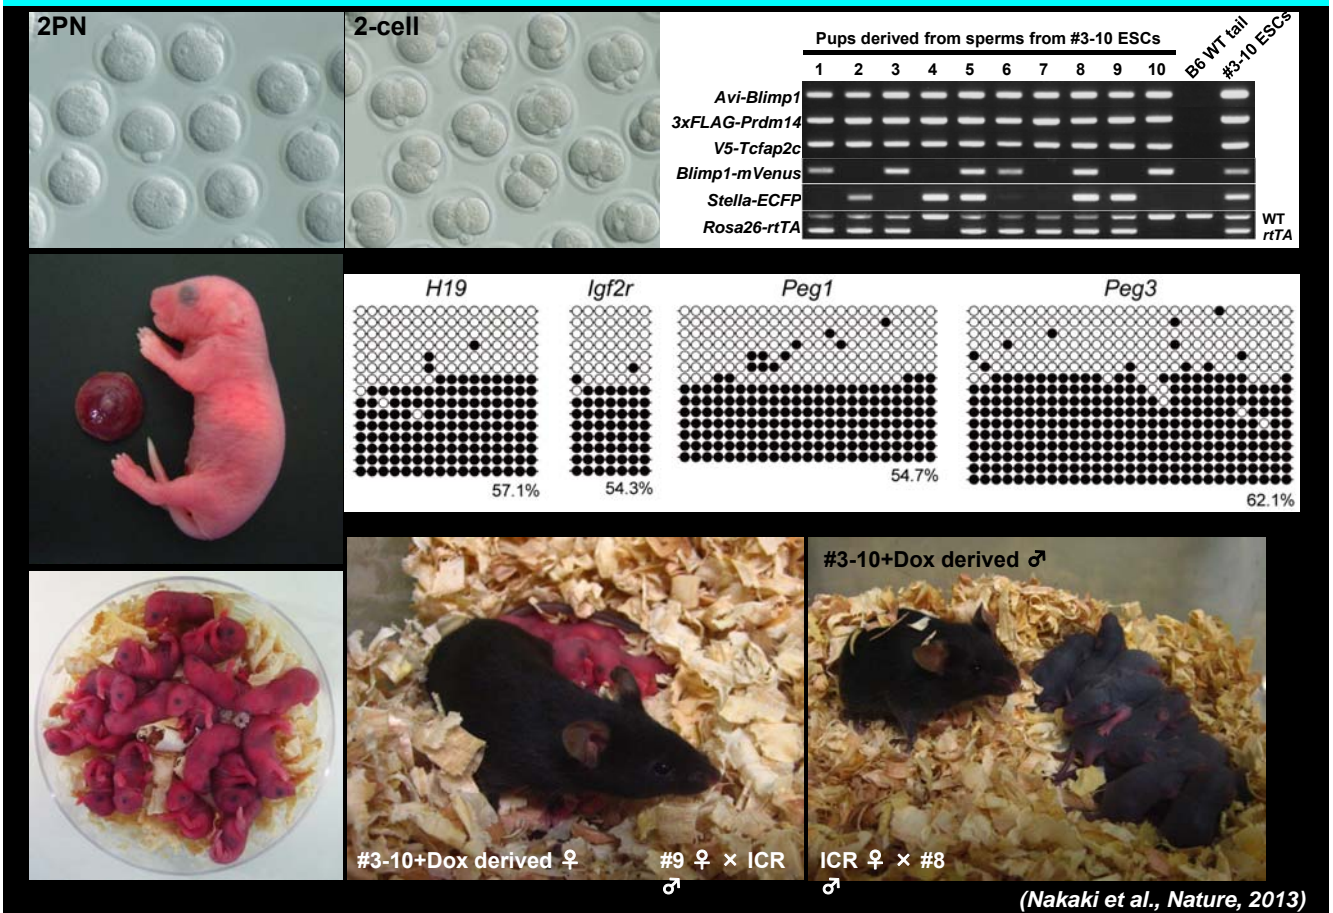 2PN
2-cell
Pups derived from sperms from #3-10 ESCs
1 2 3 4 5 6 7 8 9 10 B6 WT tail #3-10 ESCs
Avi-Blimp1
3xFLAG-Prdm14
V5-Tcfap2c
Blimp1-mVenus
Stella-ECFP
Rosa26-rtTA
WT
rtTA
H19 Igf2r Peg1 Peg3
57.1% 54.3% 54.7% 62.1%
#3-10+Dox derived ♂
#3-10+Dox derived ♀ #9 ♀ × ICR
♂
ICR ♀ × #8
♂
(Nakaki et al., Nature, 2013)